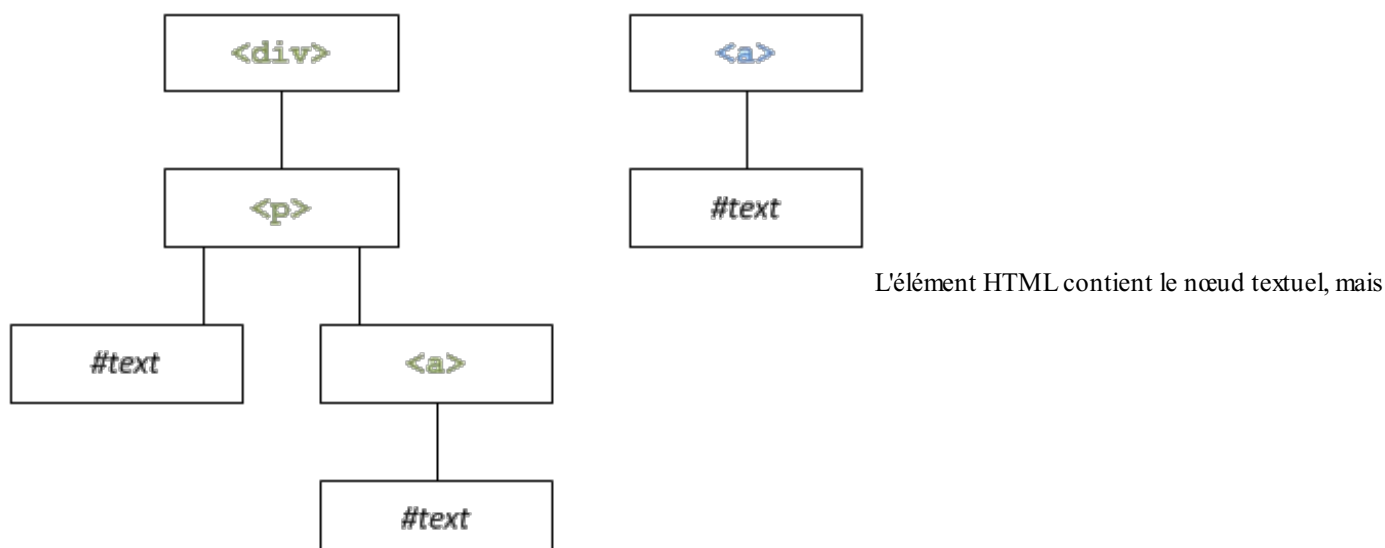 <div> <a>
<p> #text
L'élément HTML contient le nœud textuel, mais
#text <a>
#text